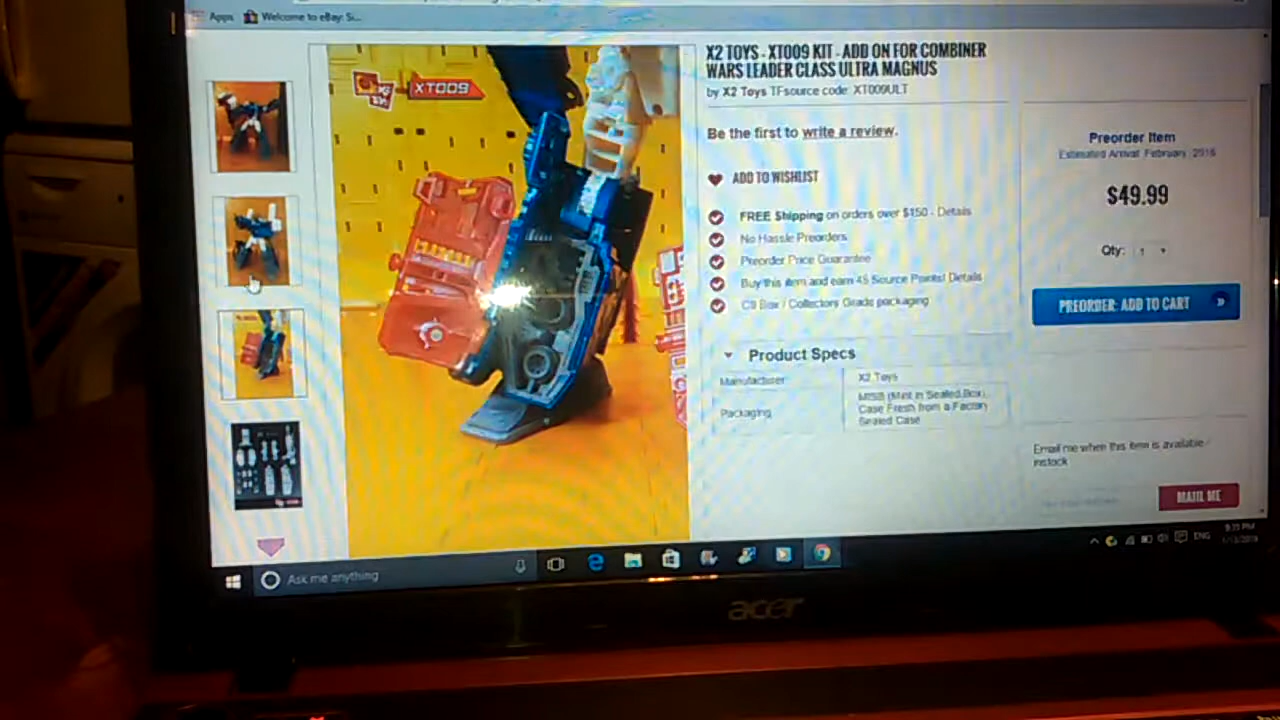 Apps
Welcome to eBay: Si...
XT009
X2 TOYS - XT009 KIT - ADD ON FOR COMBINER
WARS LEADER CLASS ULTRA MAGNUS
by X2 Toys TFsource code: XT009ULT
Be the first to write a review.
ADD TO WISHLIST
FREE Shipping on orders over $150 - Details
No Hassle Preorders
Preorder Price Guarantee
Buy this item and earn 45 Source Points! Details
C9 Box / Collectors Grade packaging
Product Specs
Manufacturer
X2 Toys
Packaging
MISB (Mint in Sealed Box),
Case Fresh from a Factory
Sealed Case
Preorder Item
Estimated Arrival: February, 2016
$49.99
Qty: 1
PREORDER: ADD TO CART »
Email me when this item is available /
instock
MAIL ME
Ask me anything
ENG
acer